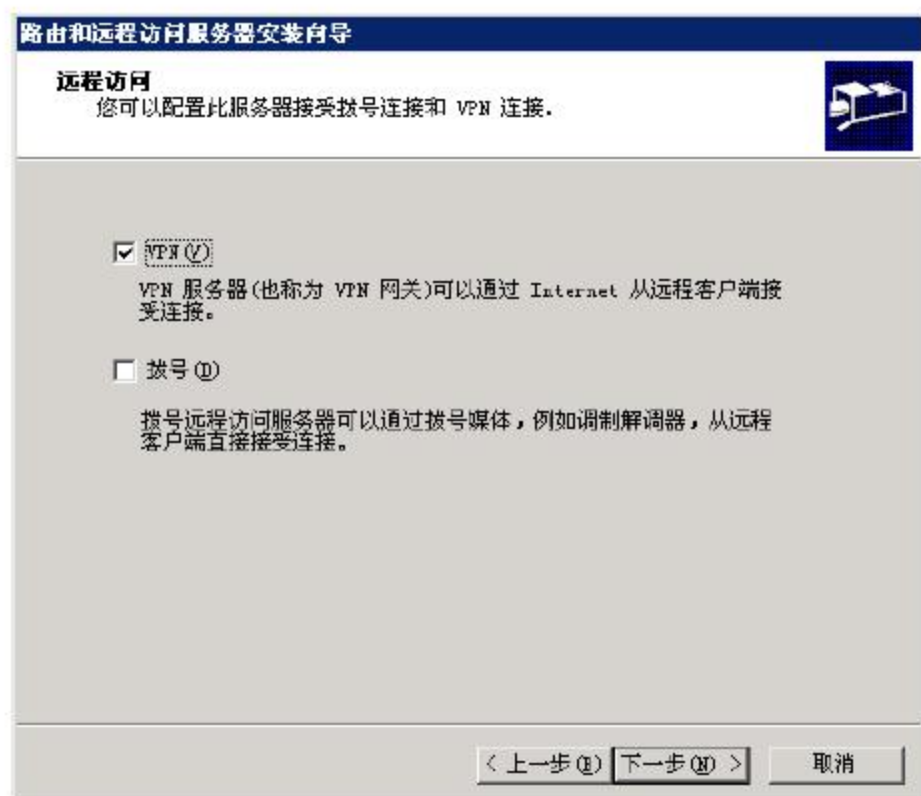 路由和远程访问服务器安装向导
远程访问
您可以配置此服务器接受拨号连接和 VPN 连接.
VPN(V)
VPN 服务器(也称为 VPN 网关)可以通过 Internet 从远程客户端接
受连接。
拨号(D)
拨号远程访问服务器可以通过拨号媒体，例如调制解调器，从远程
客户端直接接受连接。
< 上一步(B) 下一步(N) > 取消